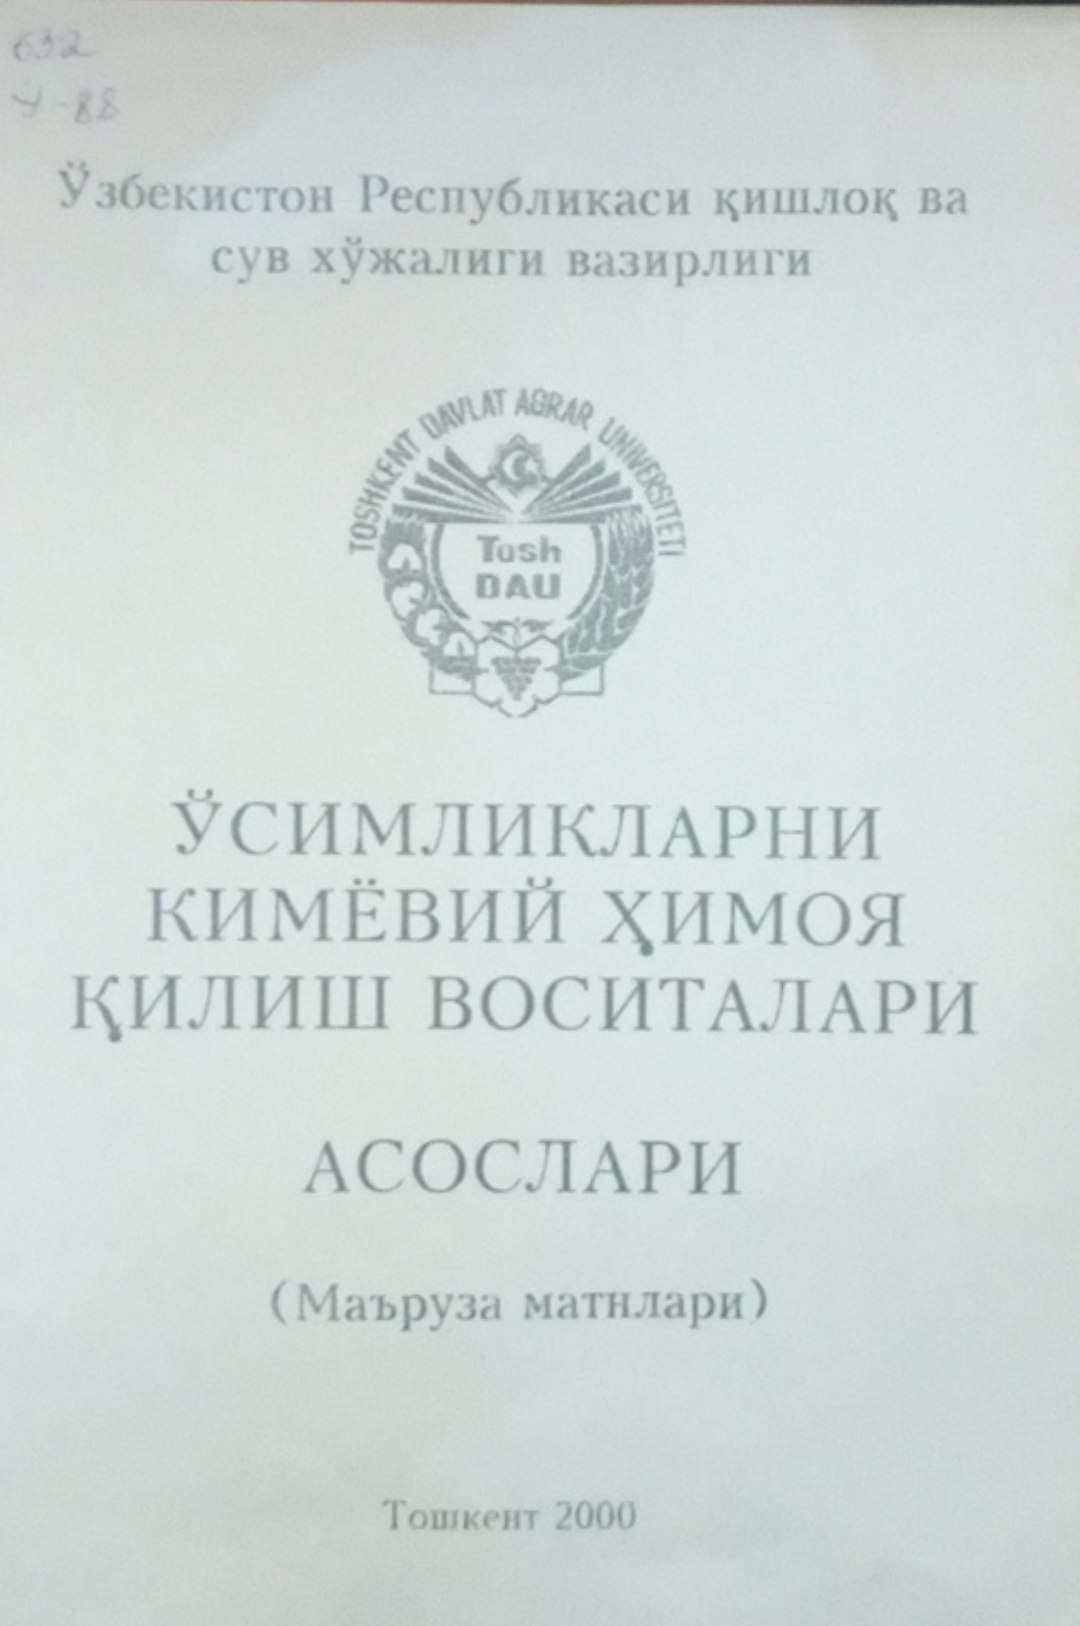 632
Ў-88
Ўзбекистон Республикаси қишлоқ ва
сув хўжалиги вазирлиги
TOSHKENT DAVLAT AGRAR UNIVERSITETI
Tosh
DAU
ЎСИМЛИКЛАРНИ
КИМЁВИЙ ҲИМОЯ
ҚИЛИШ ВОСИТАЛАРИ
АСОСЛАРИ
(Маъруза матнлари)
Тошкент 2000